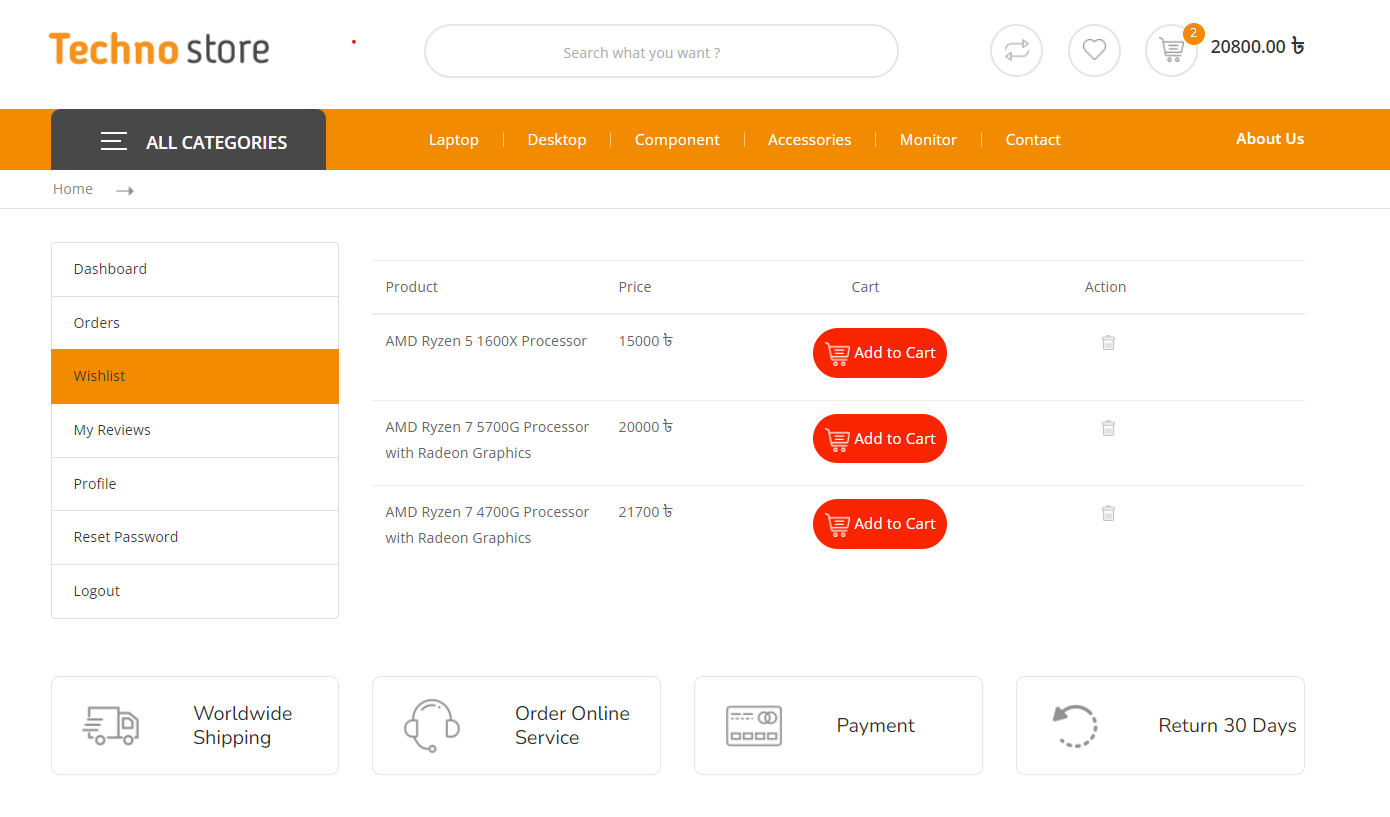 Techno store
Search what you want ?
2
20800.00 ৳
ALL CATEGORIES
Laptop
Desktop
Component
Accessories
Monitor
Contact
About Us
Home
Dashboard
Orders
Wishlist
My Reviews
Profile
Reset Password
Logout
Product Price Cart Action
AMD Ryzen 5 1600X Processor 15000 ৳ Add to Cart
AMD Ryzen 7 5700G Processor 20000 ৳ Add to Cart
with Radeon Graphics
AMD Ryzen 7 4700G Processor 21700 ৳ Add to Cart
with Radeon Graphics
Worldwide
Shipping
Order Online
Service
Payment
Return 30 Days